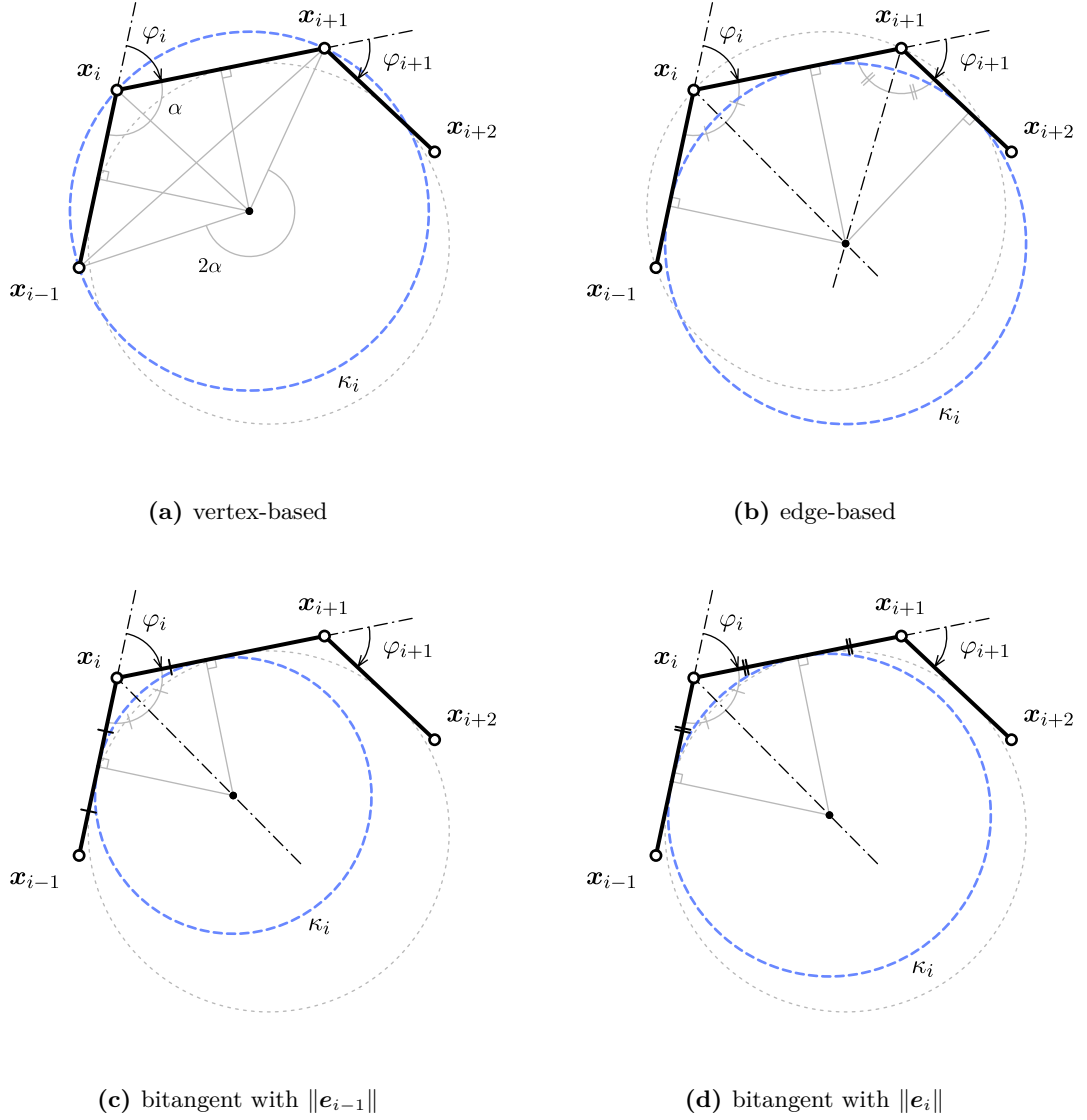 x_{i+1}
φ_i
φ_{i+1}
x_i
α
x_{i+2}
2α
x_{i−1}
κ_i
(a) vertex-based
x_{i+1}
φ_i
φ_{i+1}
x_i
x_{i+2}
x_{i−1}
κ_i
(b) edge-based
x_{i+1}
φ_i
φ_{i+1}
x_i
x_{i+2}
x_{i−1}
κ_i
(c) bitangent with ∥e_{i−1}∥
x_{i+1}
φ_i
φ_{i+1}
x_i
x_{i+2}
x_{i−1}
κ_i
(d) bitangent with ∥e_i∥